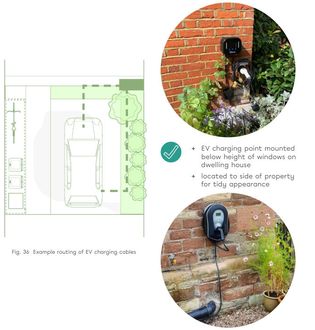 + EV charging point mounted
below height of windows on
dwelling house
+ located to side of property
for tidy appearance
Fig. 36 Example routing of EV charging cables